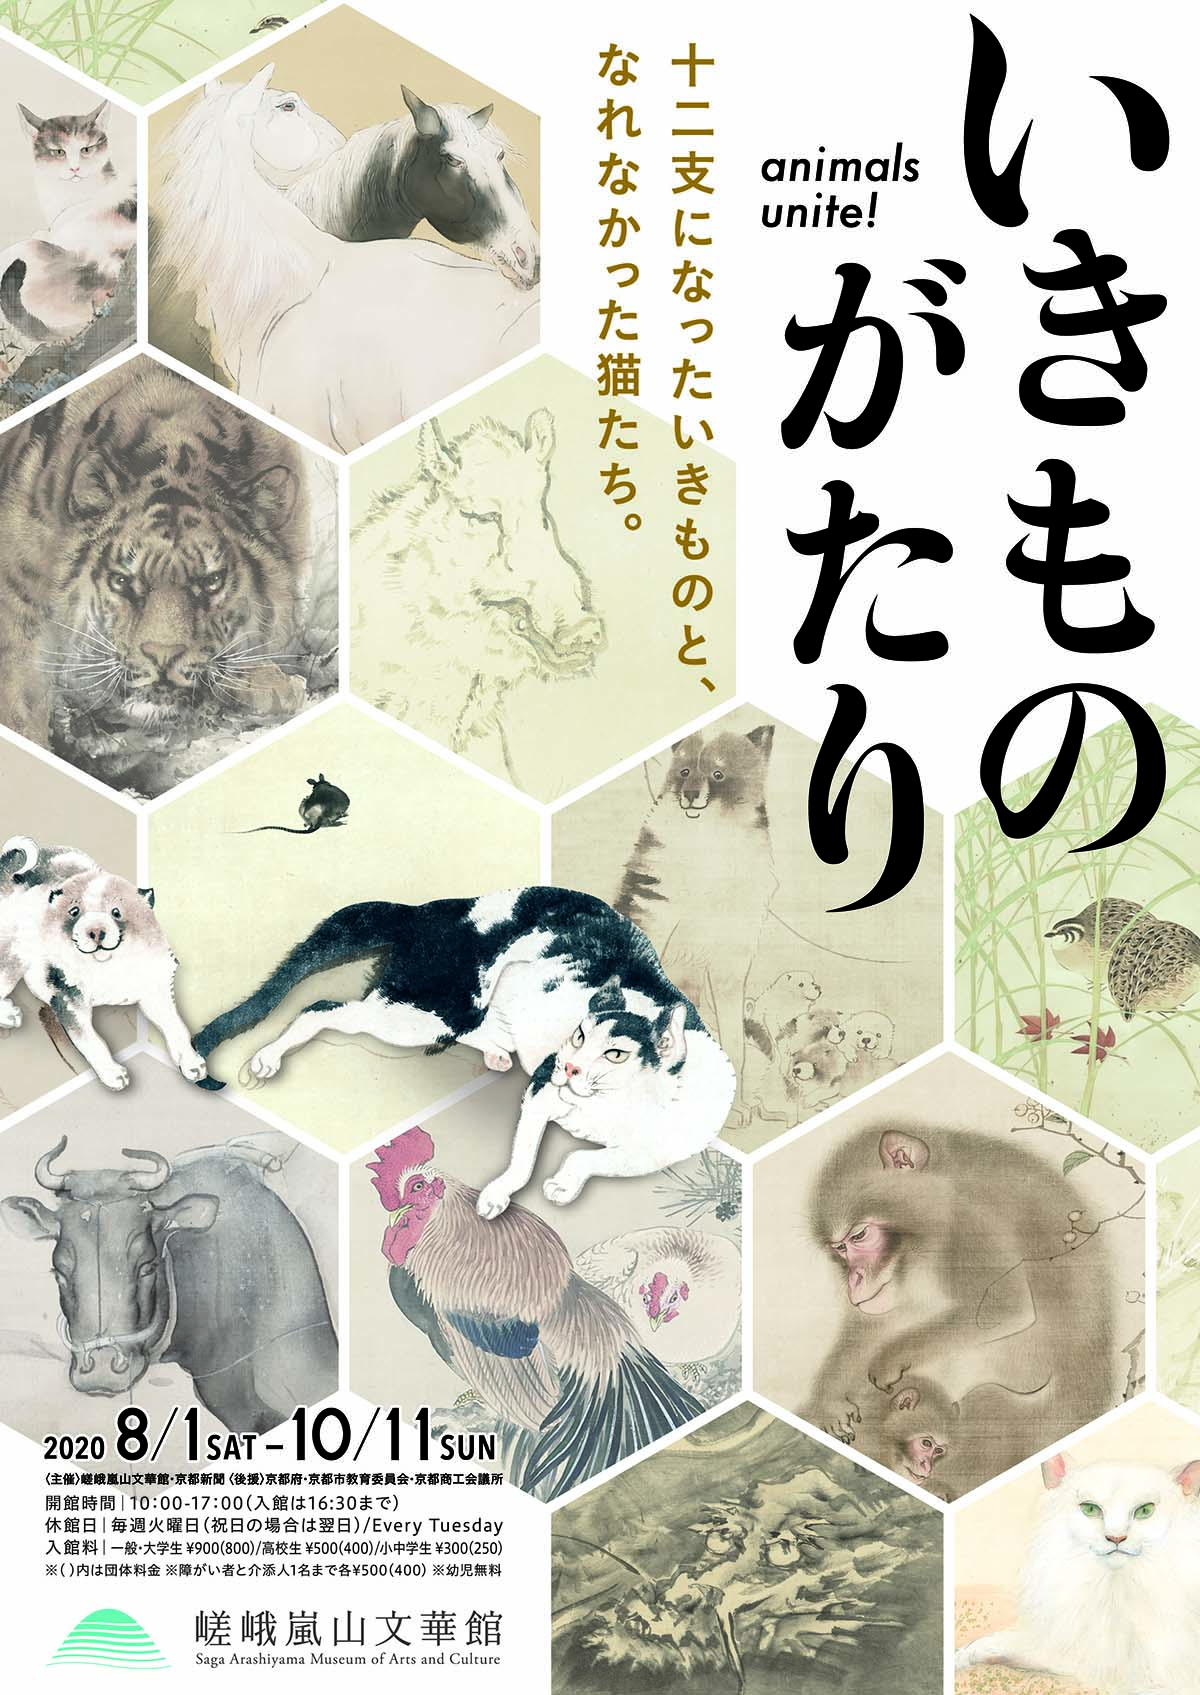 いきもの
がたり
animals
unite!
十二支になったいきものと、
なれなかった猫たち。
2020 8/1 SAT – 10/11 SUN
〈主催〉嵯峨嵐山文華館・京都新聞 〈後援〉京都府・京都市教育委員会・京都商工会議所
開館時間｜10:00-17:00(入館は16:30まで)
休館日｜毎週火曜日(祝日の場合は翌日)/Every Tuesday
入館料｜一般・大学生 ¥900(800)/高校生 ¥500(400)/小中学生 ¥300(250)
※( )内は団体料金 ※障がい者と介添人1名まで各¥500(400) ※幼児無料
嵯峨嵐山文華館
Saga Arashiyama Museum of Arts and Culture